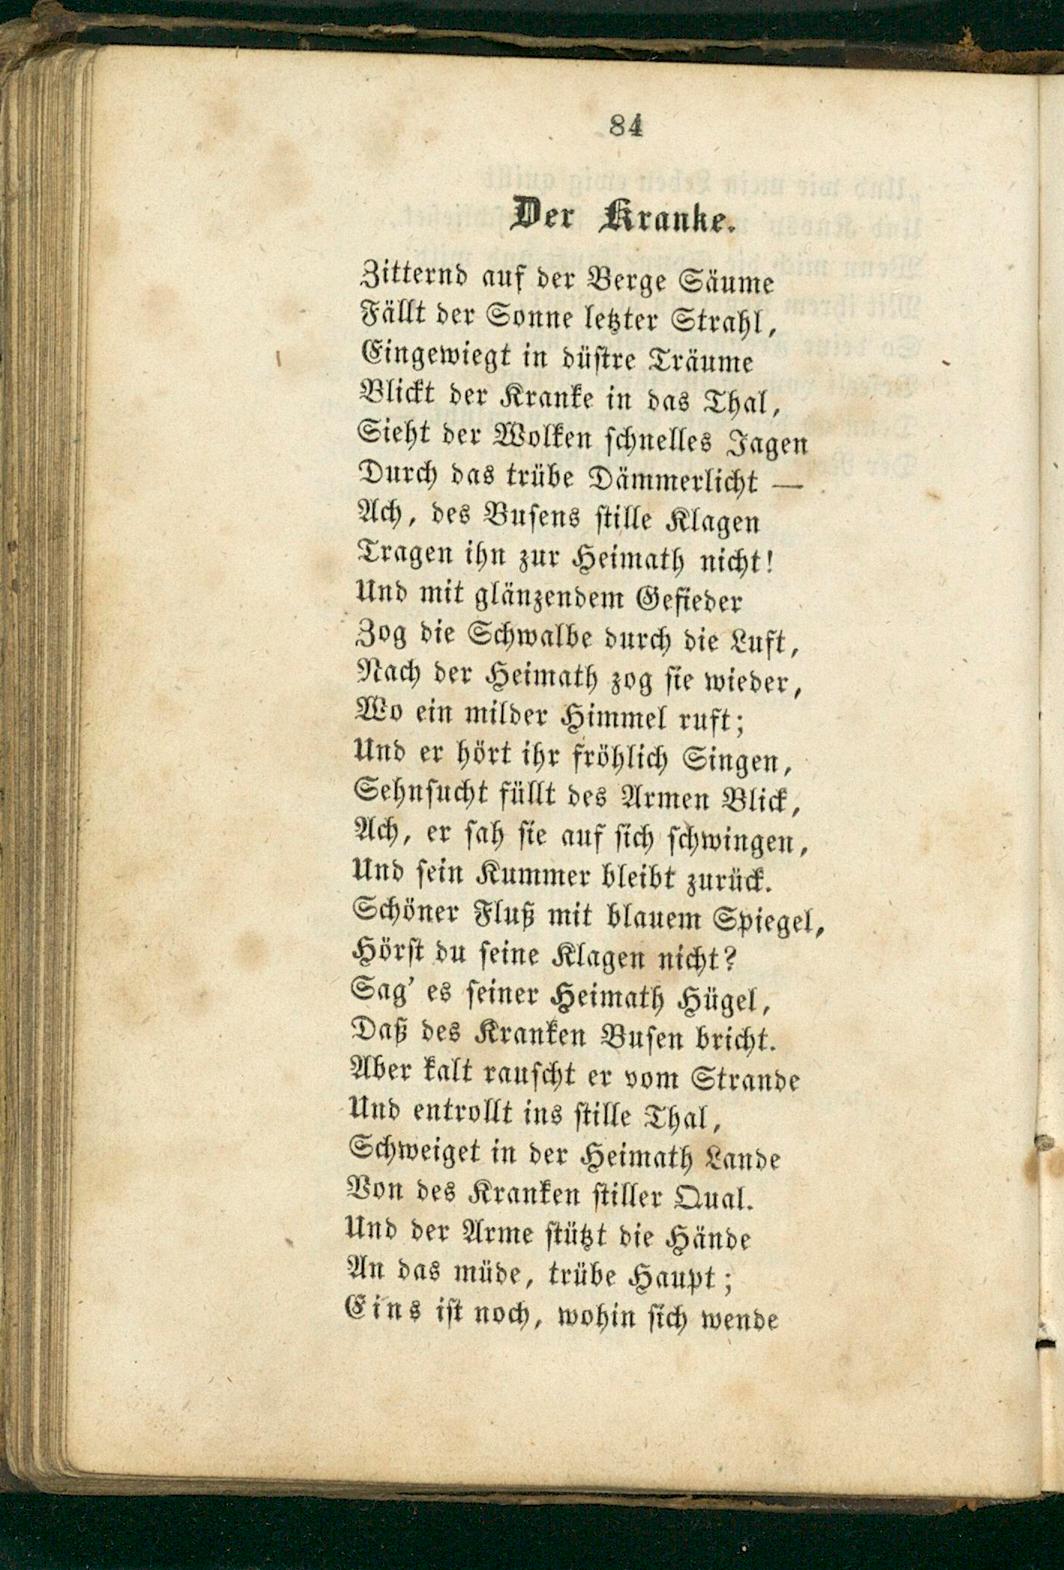 84
Der Kranke.
Zitternd auf der Berge Säume
Fällt der Sonne letzter Strahl,
Eingewiegt in düstre Träume
Blickt der Kranke in das Thal,
Sieht der Wolken schnelles Jagen
Durch das trübe Dämmerlicht —
Ach, des Busens stille Klagen
Tragen ihn zur Heimath nicht!
Und mit glänzendem Gefieder
Zog die Schwalbe durch die Luft,
Nach der Heimath zog sie wieder,
Wo ein milder Himmel ruft;
Und er hört ihr fröhlich Singen,
Sehnsucht füllt des Armen Blick,
Ach, er sah sie auf sich schwingen,
Und sein Kummer bleibt zurück.
Schöner Fluß mit blauem Spiegel,
Hörst du seine Klagen nicht?
Sag' es seiner Heimath Hügel,
Daß des Kranken Busen bricht.
Aber kalt rauscht er vom Strande
Und entrollt ins stille Thal,
Schweiget in der Heimath Lande
Von des Kranken stiller Qual.
Und der Arme stützt die Hände
An das müde, trübe Haupt;
Eins ist noch, wohin sich wende